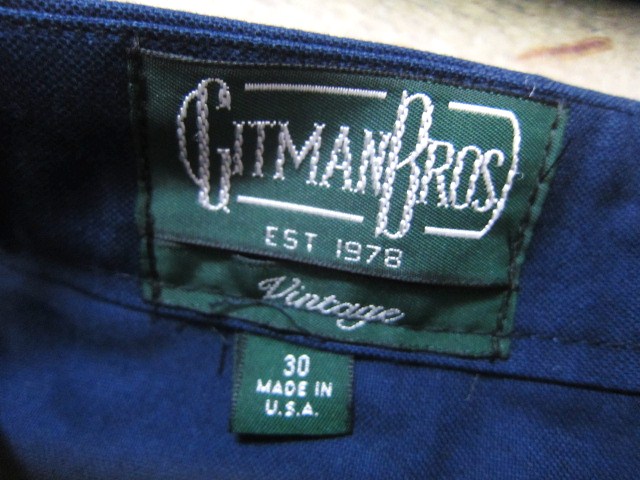 GITMAN BROS.
EST 1978
Vintage
30
MADE IN
U.S.A.